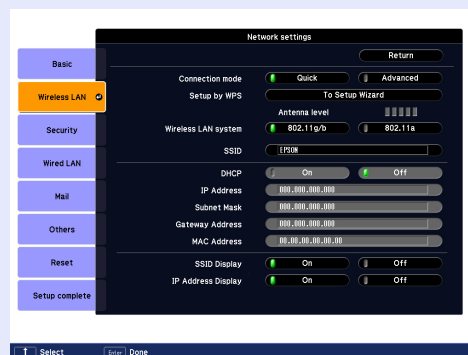 Network settings
Return
Basic
Wireless LAN
Security
Wired LAN
Mail
Others
Reset
Setup complete
Connection mode Quick Advanced
Setup by WPS To Setup Wizard
Antenna level
Wireless LAN system 802.11g/b 802.11a
SSID EPSON
DHCP On Off
IP Address 000.000.000.000
Subnet Mask 000.000.000.000
Gateway Address 000.000.000.000
MAC Address 00.00.00.00.00.00
SSID Display On Off
IP Address Display On Off
Select Enter Done